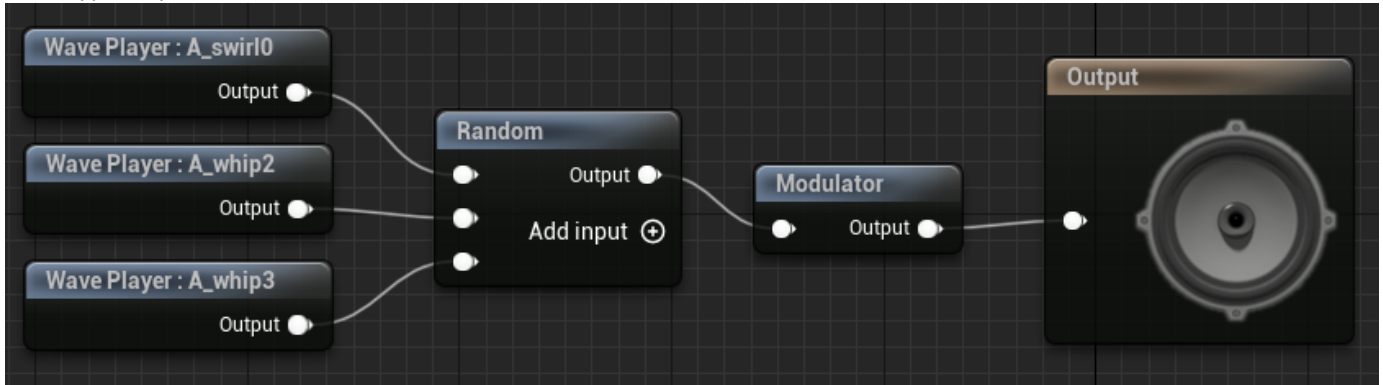 Wave Player : A_swirl0
Output
Wave Player : A_whip2
Output
Wave Player : A_whip3
Output
Random
Output
Add input
Modulator
Output
Output